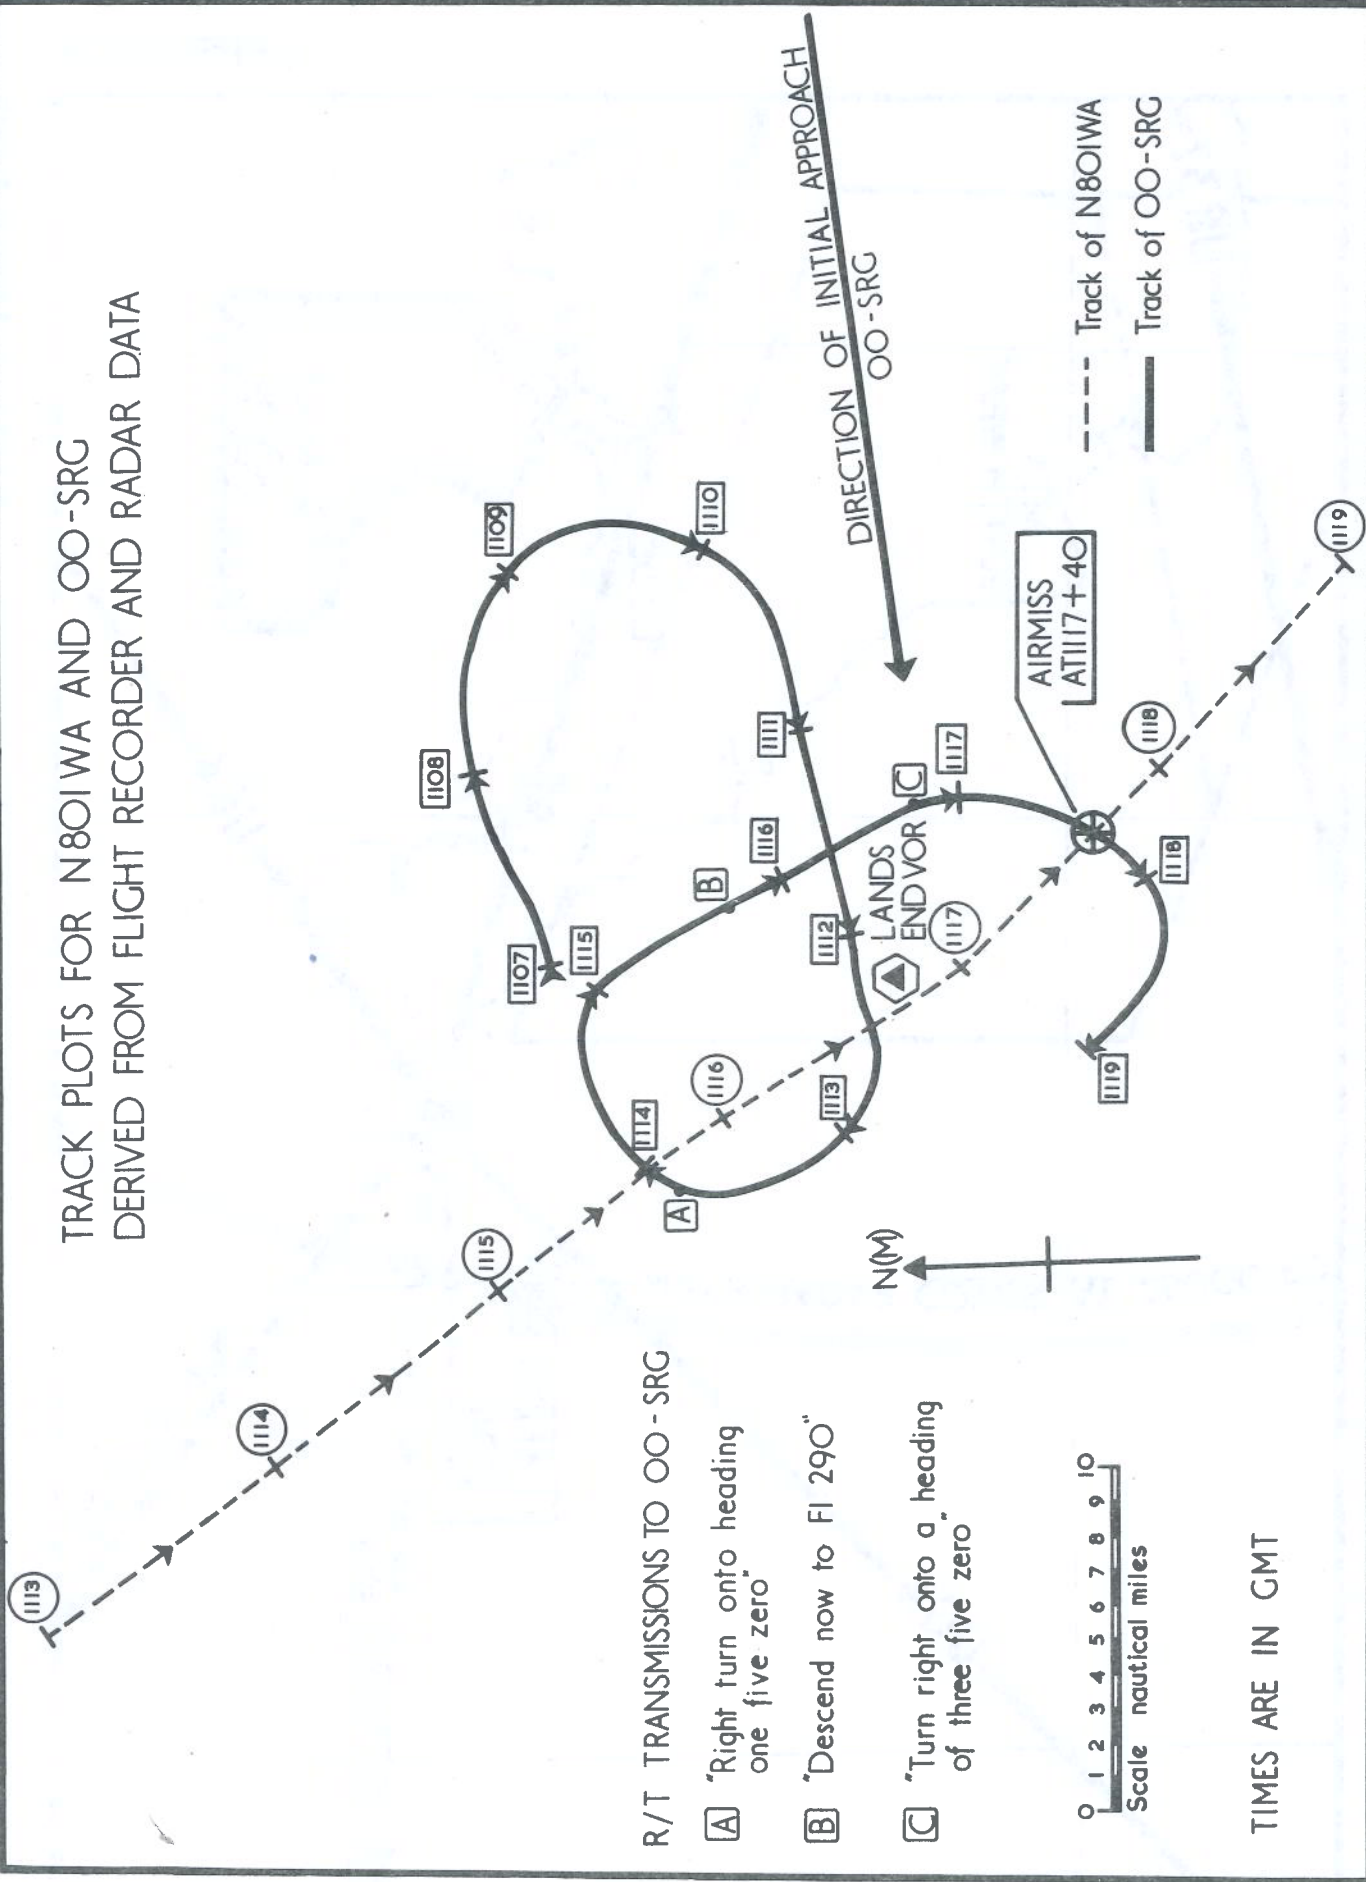 TRACK PLOTS FOR N801WA AND OO-SRG
DERIVED FROM FLIGHT RECORDER AND RADAR DATA
1113
1114
1115
1116
1117
1118
1119
1107
1108
1109
1110
1111
1112
1113
1114
1115
1116
1117
1118
1119
A
B
C
LANDS
END VOR
DIRECTION OF INITIAL APPROACH
OO-SRG
AIRMISS
AT1117+40
N(M)
Track of N801WA
Track of OO-SRG
R/T TRANSMISSIONS TO OO-SRG
A "Right turn onto heading
one five zero"
B "Descend now to Fl 290"
C "Turn right onto a heading
of three five zero"
0 1 2 3 4 5 6 7 8 9 10
Scale nautical miles
TIMES ARE IN GMT